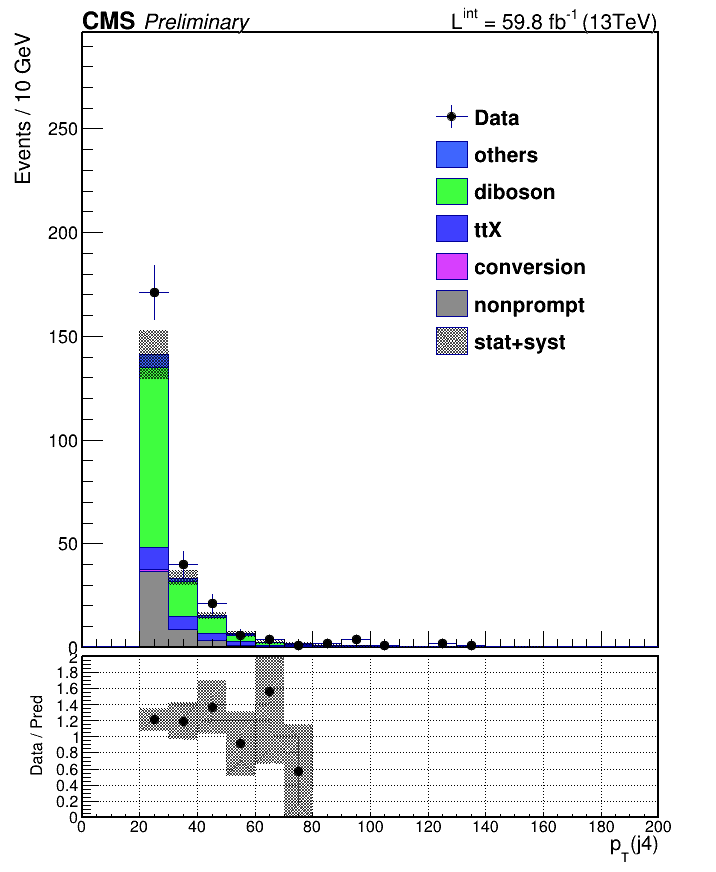 CMS Preliminary L^int = 59.8 fb^-1 (13TeV)
Events / 10 GeV
250
200
150
100
50
0
Data
others
diboson
ttX
conversion
nonprompt
stat+syst
Data / Pred
2
1.8
1.6
1.4
1.2
1
0.8
0.6
0.4
0.2
0
0 20 40 60 80 100 120 140 160 180 200
p_T(j4)